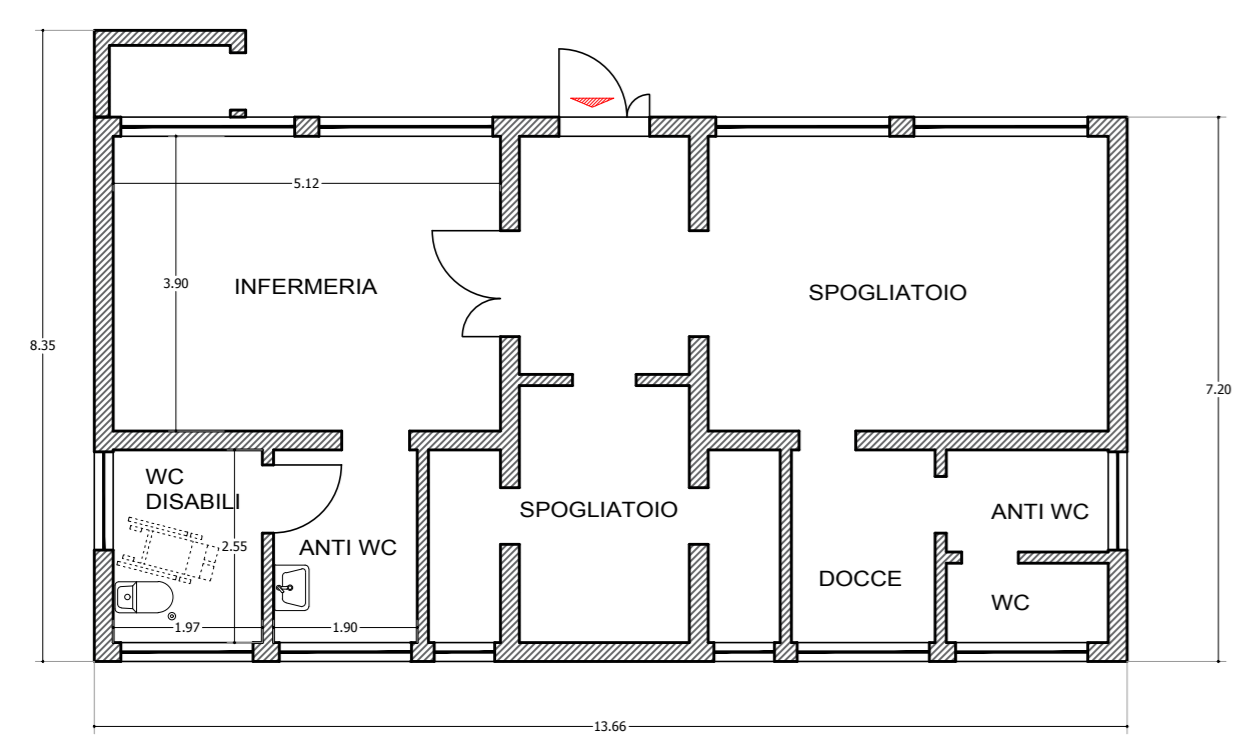 5.12
3.90
INFERMERIA
SPOGLIATOIO
8.35
7.20
WC
DISABILI
2.55
ANTI WC
SPOGLIATOIO
ANTI WC
DOCCE
WC
1.97
1.90
13.66